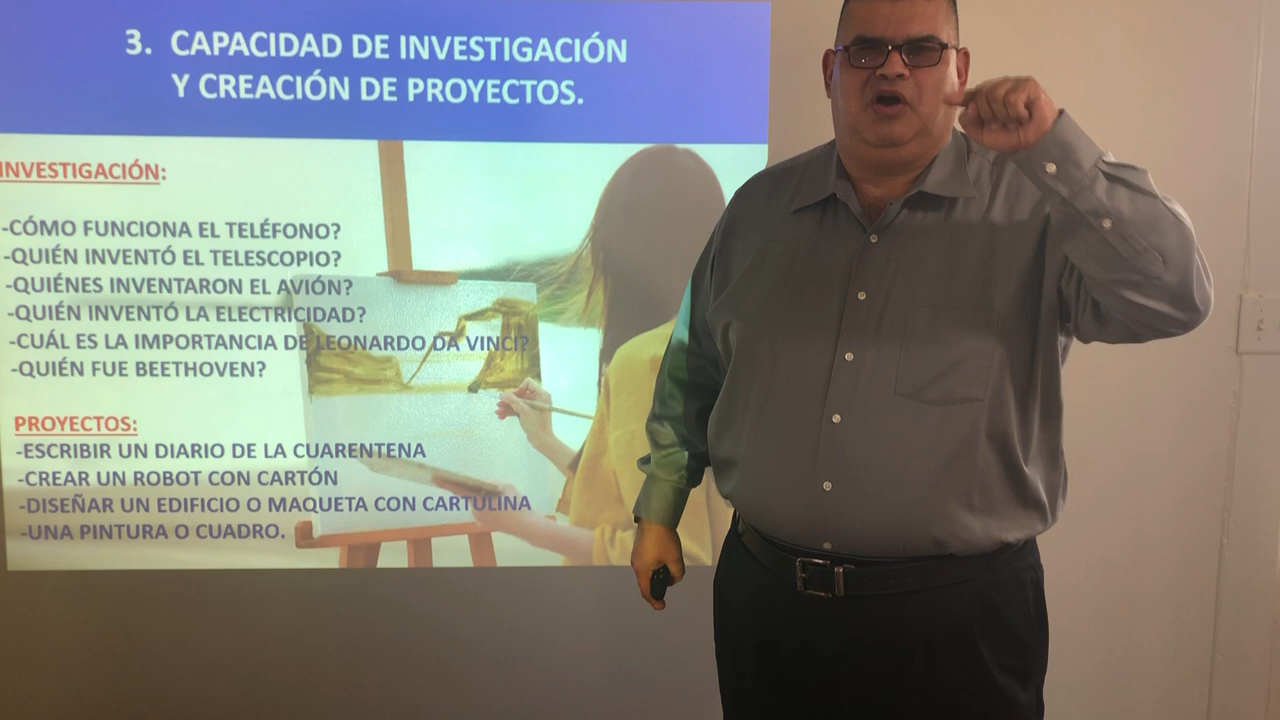 3. CAPACIDAD DE INVESTIGACIÓN
Y CREACIÓN DE PROYECTOS.
INVESTIGACIÓN:
-CÓMO FUNCIONA EL TELÉFONO?
-QUIÉN INVENTÓ EL TELESCOPIO?
-QUIÉNES INVENTARON EL AVIÓN?
-QUIÉN INVENTÓ LA ELECTRICIDAD?
-CUÁL ES LA IMPORTANCIA DE LEONARDO DA VINCI?
-QUIÉN FUE BEETHOVEN?
PROYECTOS:
-ESCRIBIR UN DIARIO DE LA CUARENTENA
-CREAR UN ROBOT CON CARTÓN
-DISEÑAR UN EDIFICIO O MAQUETA CON CARTULINA
-UNA PINTURA O CUADRO.